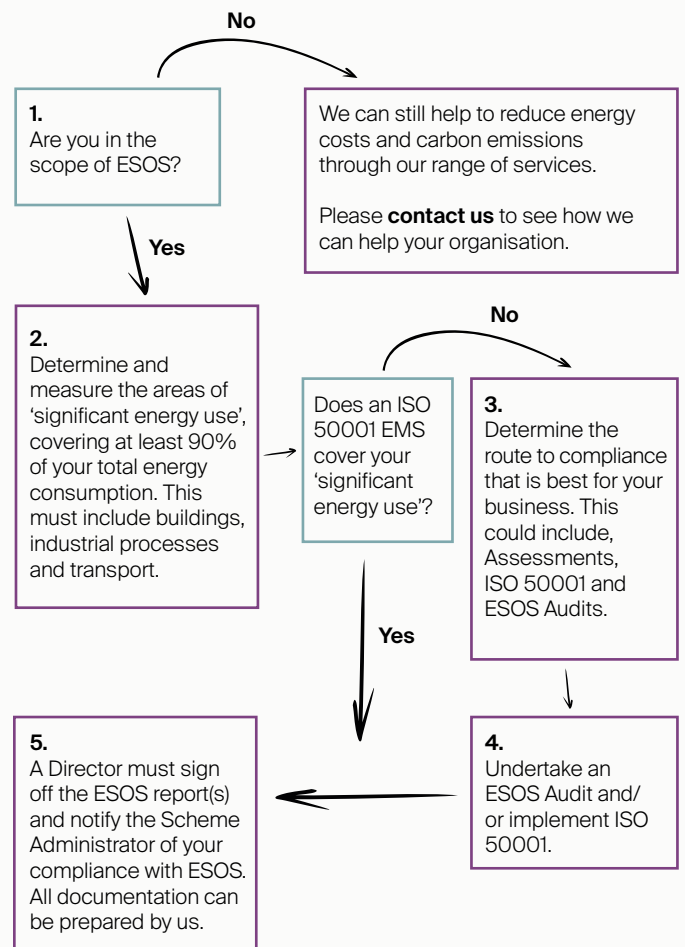 No
1.
Are you in the
scope of ESOS?
We can still help to reduce energy
costs and carbon emissions
through our range of services.
Please contact us to see how we
can help your organisation.
Yes
2.
Determine and
measure the areas of
‘significant energy use’,
covering at least 90%
of your total energy
consumption. This
must include buildings,
industrial processes
and transport.
No
Does an ISO
50001 EMS
cover your
‘significant
energy use’?
3.
Determine the
route to compliance
that is best for your
business. This
could include,
Assessments,
ISO 50001 and
ESOS Audits.
Yes
4.
Undertake an
ESOS Audit and/
or implement ISO
50001.
5.
A Director must sign
off the ESOS report(s)
and notify the Scheme
Administrator of your
compliance with ESOS.
All documentation can
be prepared by us.